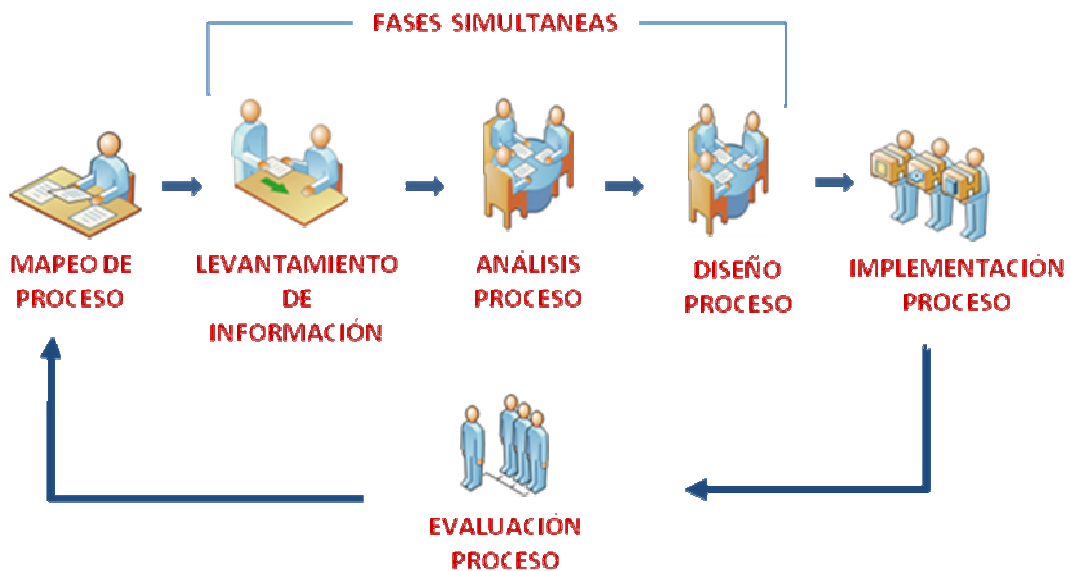 FASES SIMULTANEAS
MAPEO DE
PROCESO
LEVANTAMIENTO
DE
INFORMACIÓN
ANÁLISIS
PROCESO
DISEÑO
PROCESO
IMPLEMENTACIÓN
PROCESO
EVALUACIÓN
PROCESO